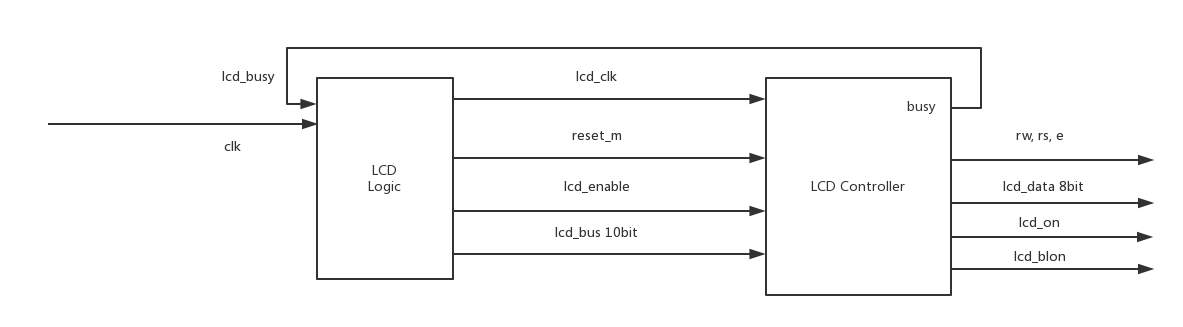 lcd_busy
lcd_clk
busy
clk
reset_m
rw, rs, e
LCD
Logic
lcd_enable
LCD Controller
lcd_data 8bit
lcd_bus 10bit
lcd_on
lcd_blon